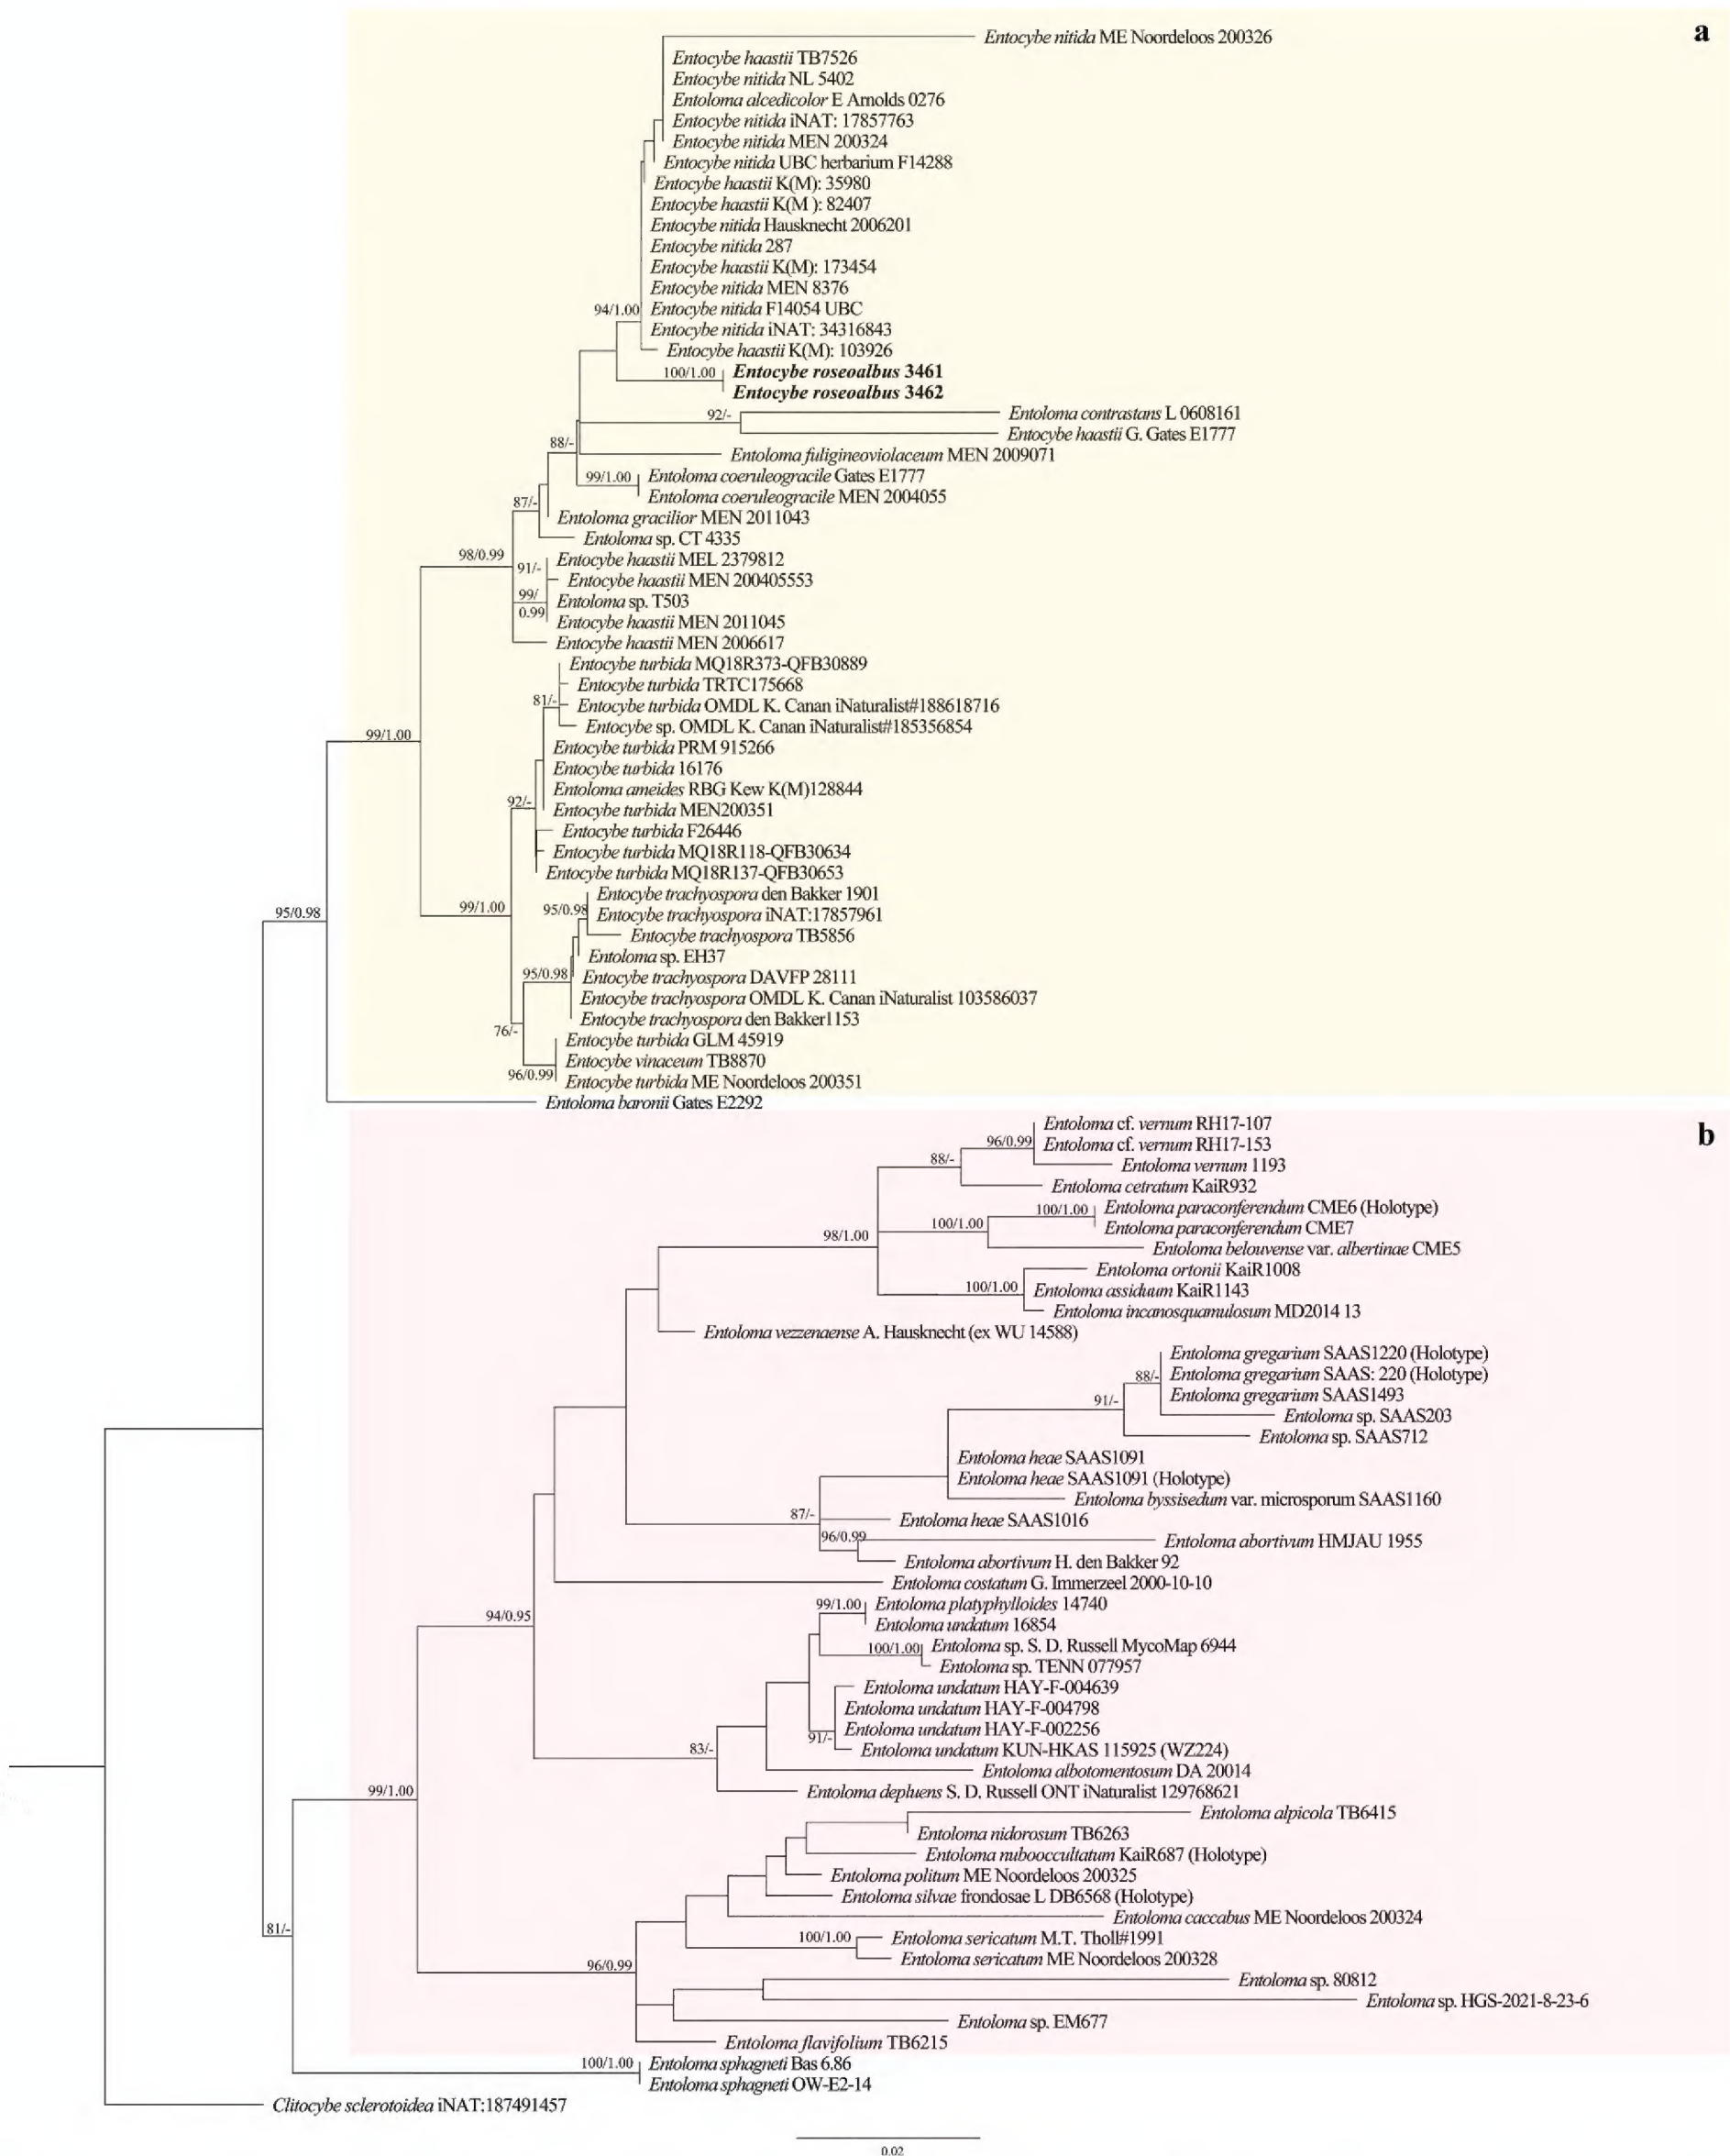 a
Entocybe nitida ME Noordeloos 200326
Entocybe haastii TB7526
Entocybe nitida NL 5402
Entoloma alcedicolor E Arnolds 0276
Entocybe nitida iNAT: 17857763
Entocybe nitida MEN 200324
Entocybe nitida UBC herbarium F14288
Entocybe haastii K(M): 35980
Entocybe haastii K(M ): 82407
Entocybe nitida Hausknecht 2006201
Entocybe nitida 287
Entocybe haastii K(M): 173454
Entocybe nitida MEN 8376
94/1.00 Entocybe nitida F14054 UBC
Entocybe nitida iNAT: 34316843
Entocybe haastii K(M): 103926
100/1.00 Entocybe roseoalbus 3461
Entocybe roseoalbus 3462
92/- Entoloma contrastans L 0608161
Entocybe haastii G. Gates E1777
88/-
Entoloma fuligineoviolaceum MEN 2009071
99/1.00 Entoloma coeruleogracile Gates E1777
Entoloma coeruleogracile MEN 2004055
87/-
Entoloma gracilior MEN 2011043
Entoloma sp. CT 4335
98/0.99 Entocybe haastii MEL 2379812
91/- Entocybe haastii MEN 200405553
99/ Entoloma sp. T503
0.99 Entocybe haastii MEN 2011045
Entocybe haastii MEN 2006617
Entocybe turbida MQ18R373-QFB30889
Entocybe turbida TRTC175668
81/- Entocybe turbida OMDL K. Canan iNaturalist#188618716
Entocybe sp. OMDL K. Canan iNaturalist#185356854
99/1.00
Entocybe turbida PRM 915266
Entocybe turbida 16176
Entoloma ameides RBG Kew K(M)128844
92/- Entocybe turbida MEN200351
Entocybe turbida F26446
Entocybe turbida MQ18R118-QFB30634
Entocybe turbida MQ18R137-QFB30653
Entocybe trachyospora den Bakker 1901
99/1.00 95/0.98 Entocybe trachyospora iNAT:17857961
95/0.98
Entocybe trachyospora TB5856
Entoloma sp. EH37
95/0.98 Entocybe trachyospora DAVFP 28111
Entocybe trachyospora OMDL K. Canan iNaturalist 103586037
Entocybe trachyospora den Bakker1153
76/-
Entocybe turbida GLM 45919
Entocybe vinaceum TB8870
96/0.99 Entocybe turbida ME Noordeloos 200351
Entoloma baronii Gates E2292
b
Entoloma cf. vernum RH17-107
96/0.99 Entoloma cf. vernum RH17-153
88/- Entoloma vernum 1193
Entoloma cetratum KaiR932
100/1.00 Entoloma paraconferendum CME6 (Holotype)
100/1.00 Entoloma paraconferendum CME7
98/1.00
Entoloma belouvense var. albertinae CME5
Entoloma ortonii KaiR1008
100/1.00 Entoloma assiduum KaiR1143
Entoloma incanosquamulosum MD2014 13
Entoloma vezzenaense A. Hausknecht (ex WU 14588)
Entoloma gregarium SAAS1220 (Holotype)
88/- Entoloma gregarium SAAS: 220 (Holotype)
91/- Entoloma gregarium SAAS1493
Entoloma sp. SAAS203
Entoloma sp. SAAS712
Entoloma heae SAAS1091
Entoloma heae SAAS1091 (Holotype)
Entoloma byssisedum var. microsporum SAAS1160
87/- Entoloma heae SAAS1016
96/0.99 Entoloma abortivum HMJAU 1955
Entoloma abortivum H. den Bakker 92
Entoloma costatum G. Immerzeel 2000-10-10
99/1.00 Entoloma platyphylloides 14740
94/0.95
Entoloma undatum 16854
100/1.00 Entoloma sp. S. D. Russell MycoMap 6944
Entoloma sp. TENN 077957
Entoloma undatum HAY-F-004639
Entoloma undatum HAY-F-004798
Entoloma undatum HAY-F-002256
91/-
83/- Entoloma undatum KUN-HKAS 115925 (WZ224)
Entoloma albotomentosum DA 20014
99/1.00 Entoloma depluens S. D. Russell ONT iNaturalist 129768621
Entoloma alpicola TB6415
Entoloma nidorosum TB6263
Entoloma nubooccultatum KaiR687 (Holotype)
Entoloma politum ME Noordeloos 200325
Entoloma silvae frondosae L DB6568 (Holotype)
Entoloma caccabus ME Noordeloos 200324
81/-
100/1.00 Entoloma sericatum M.T. Tholl#1991
Entoloma sericatum ME Noordeloos 200328
96/0.99
Entoloma sp. 80812
Entoloma sp. HGS-2021-8-23-6
Entoloma sp. EM677
Entoloma flavifolium TB6215
100/1.00 Entoloma sphagneti Bas 6.86
Entoloma sphagneti OW-E2-14
Clitocybe sclerotoidea iNAT:187491457
0.02